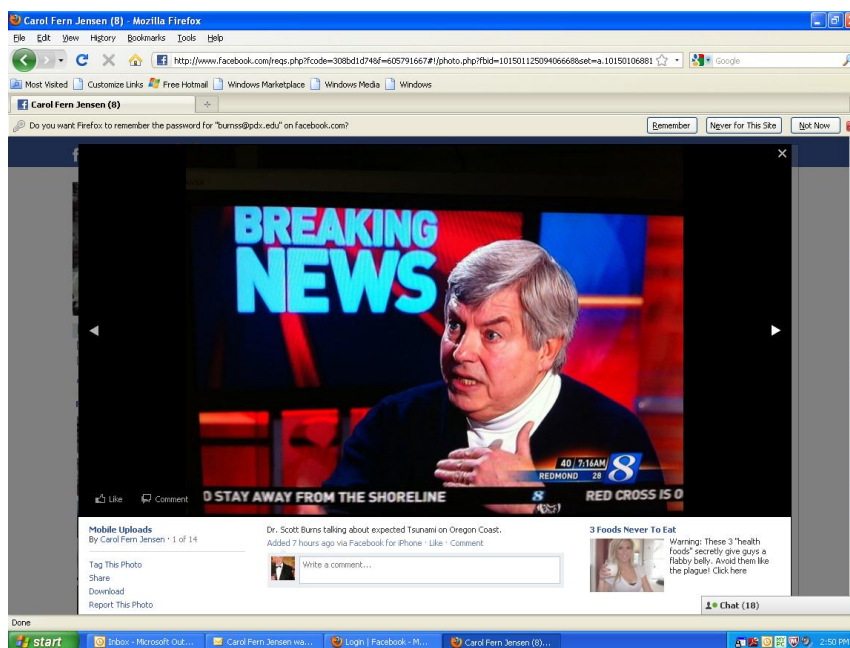 Carol Fern Jensen (8) - Mozilla Firefox
File Edit View History Bookmarks Tools Help
http://www.facebook.com/reqs.php?fcode=308bd1d74&f=605791667#!/photo.php?fbid=10150112509406668&set=a.10150106881
Google
Most Visited Customize Links Free Hotmail Windows Marketplace Windows Media Windows
Carol Fern Jensen (8)
Do you want Firefox to remember the password for "burnss@pdx.edu" on facebook.com? Remember Never for This Site Not Now
BREAKING
NEWS
40 7:16AM 8
REDMOND 28
O STAY AWAY FROM THE SHORELINE 8 RED CROSS IS O
Like Comment
Mobile Uploads
By Carol Fern Jensen · 1 of 14
Tag This Photo
Share
Download
Report This Photo
Dr. Scott Burns talking about expected Tsunami on Oregon Coast.
Added 7 hours ago via Facebook for iPhone · Like · Comment
Write a comment...
3 Foods Never To Eat
Warning: These 3 "health
foods" secretly give guys a
flabby belly. Avoid them like
the plague! Click here
Chat (18)
Done
start Inbox - Microsoft Out... Carol Fern Jensen wa... Login | Facebook - M... Carol Fern Jensen (8)... 2:50 PM